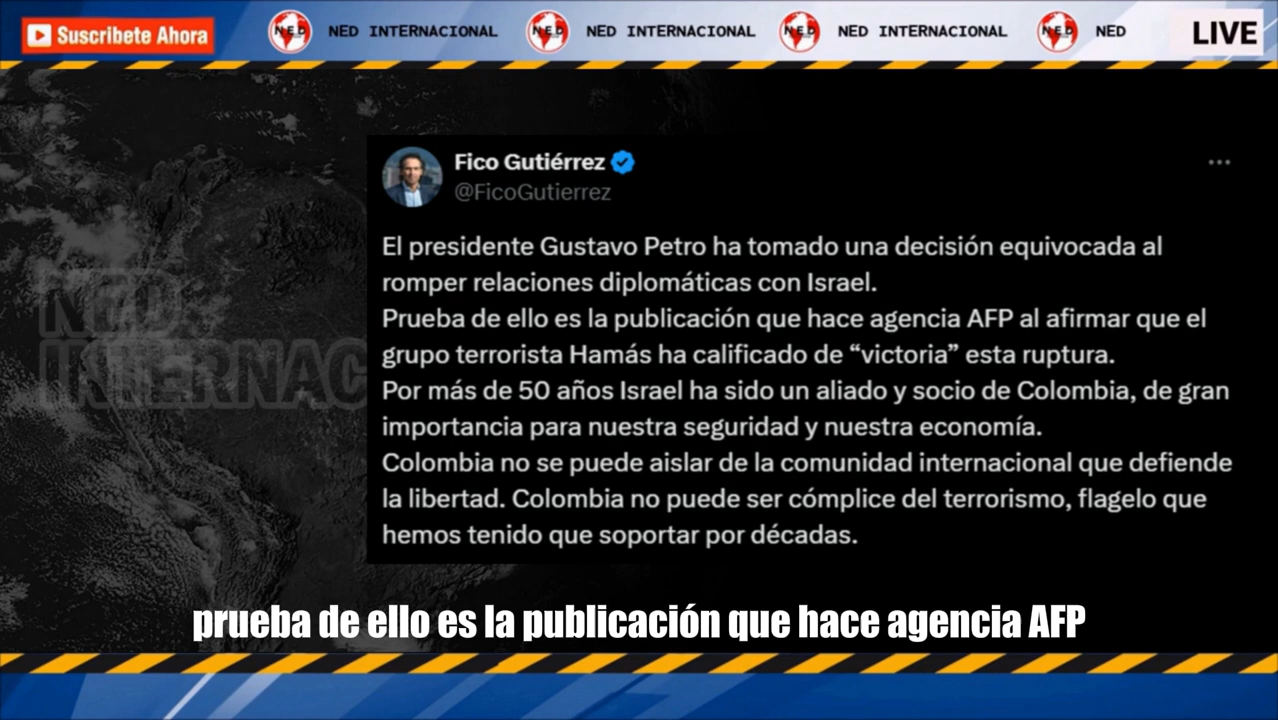 Suscribete Ahora
NED INTERNACIONAL NED INTERNACIONAL NED INTERNACIONAL NED
LIVE
Fico Gutiérrez
@FicoGutierrez
El presidente Gustavo Petro ha tomado una decisión equivocada al
romper relaciones diplomáticas con Israel.
Prueba de ello es la publicación que hace agencia AFP al afirmar que el
grupo terrorista Hamás ha calificado de “victoria” esta ruptura.
Por más de 50 años Israel ha sido un aliado y socio de Colombia, de gran
importancia para nuestra seguridad y nuestra economía.
Colombia no se puede aislar de la comunidad internacional que defiende
la libertad. Colombia no puede ser cómplice del terrorismo, flagelo que
hemos tenido que soportar por décadas.
NED
INTERNAC
prueba de ello es la publicación que hace agencia AFP